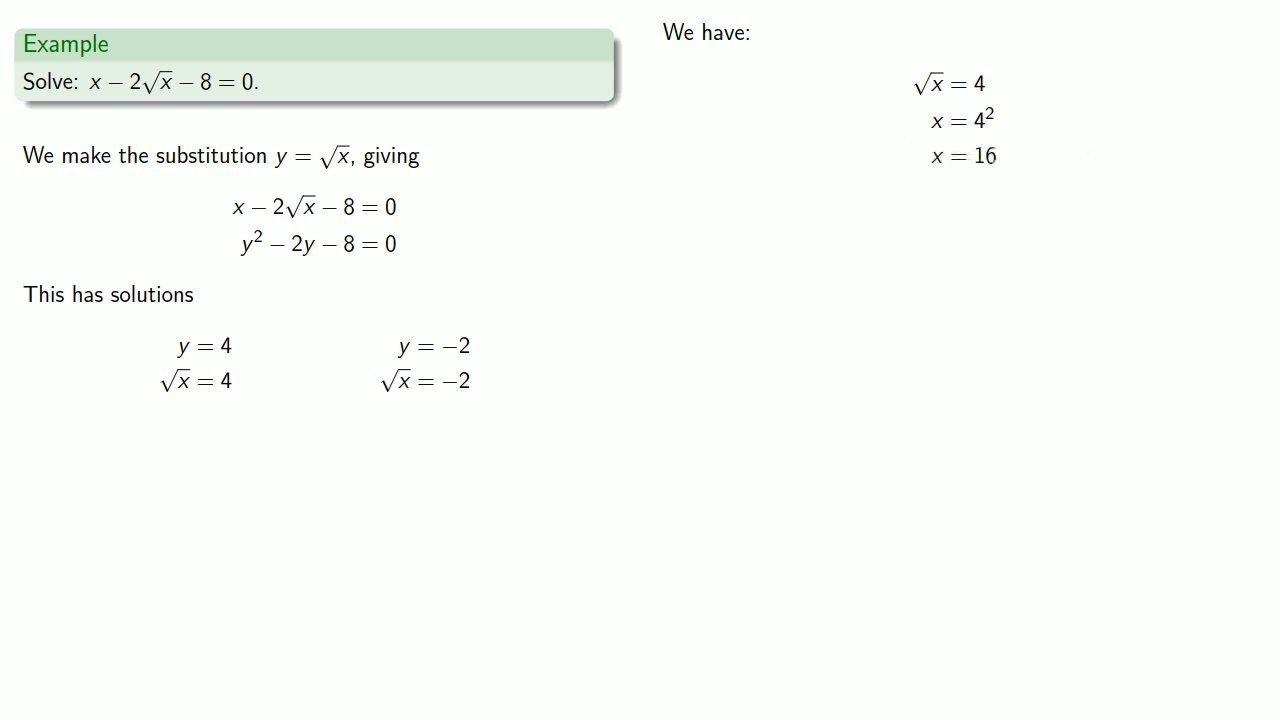 Example
Solve: x − 2√x − 8 = 0.
We make the substitution y = √x, giving
x − 2√x − 8 = 0
y² − 2y − 8 = 0
This has solutions
y = 4
√x = 4
y = −2
√x = −2
We have:
√x = 4
x = 4²
x = 16